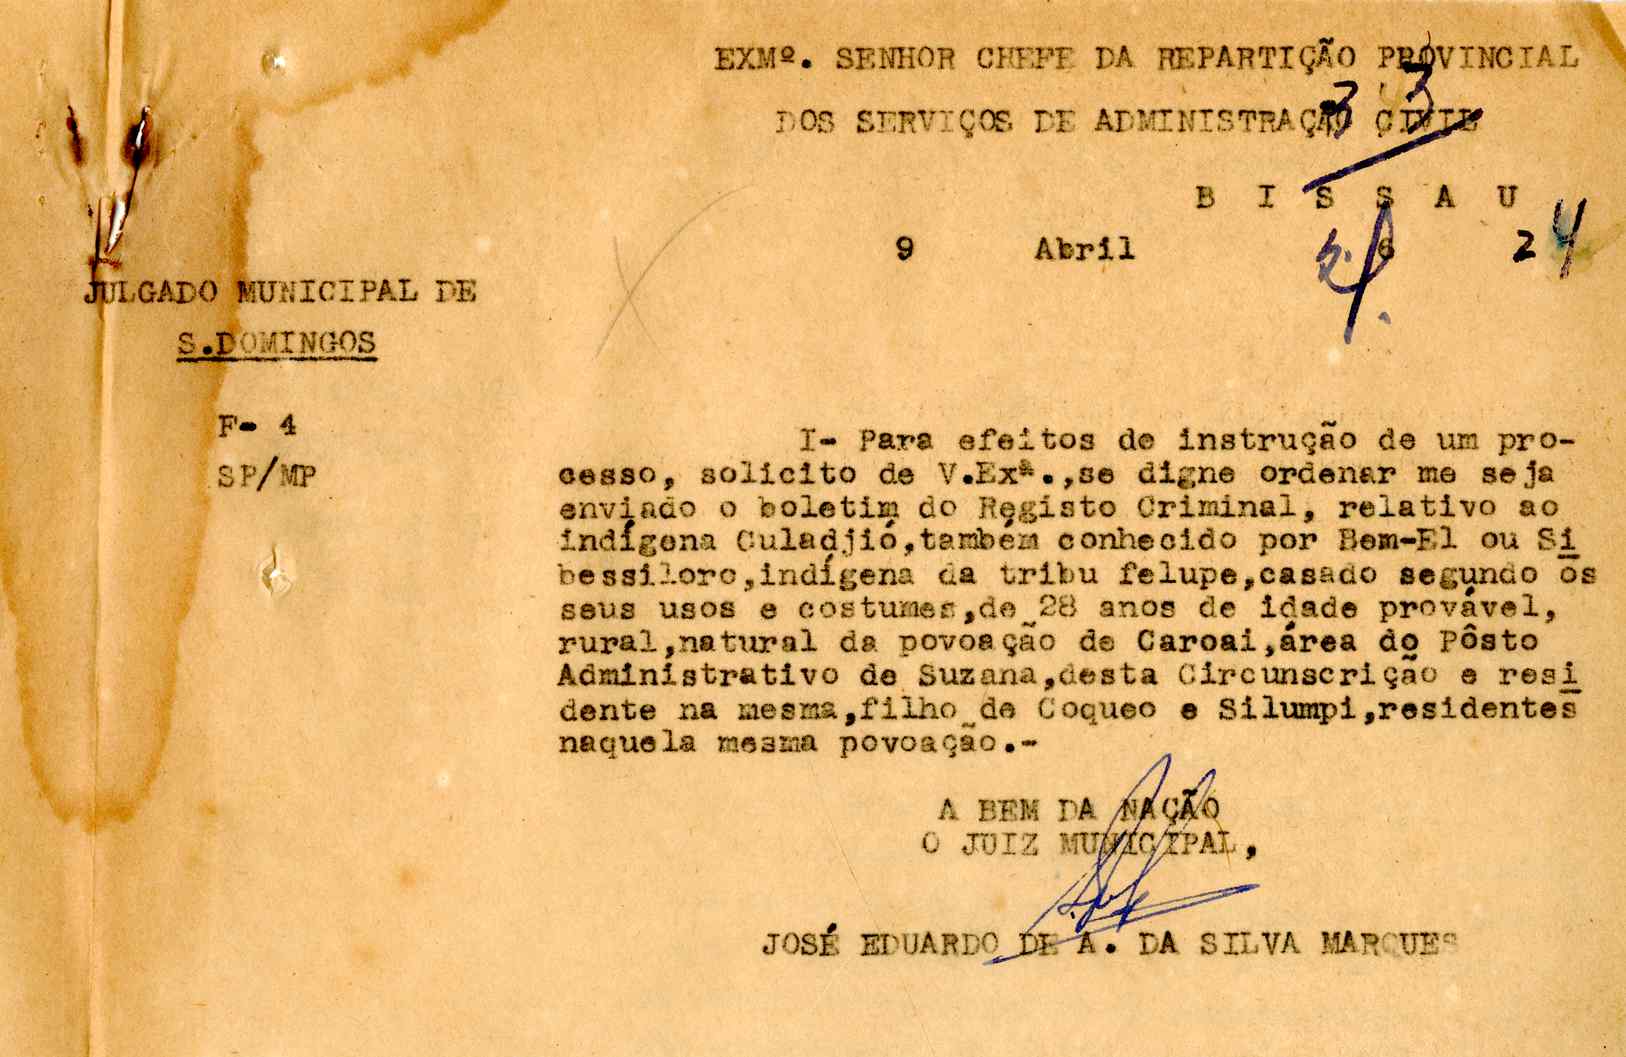 EXMº. SENHOR CHEFE DA REPARTIÇÃO PROVINCIAL
DOS SERVIÇOS DE ADMINISTRAÇÃO CIVIL
33
B I S S A U
9 Abril 6 24
JULGADO MUNICIPAL DE
S.DOMINGOS
F- 4
SP/MP
I- Para efeitos de instrução de um pro-
cesso, solicito de V.Exª.,se digne ordenar me seja
enviado o boletim do Registo Criminal, relativo ao
indígena Culadjió,também conhecido por Bem-El ou Si
bessiloro,indígena da tribu felupe,casado segundo os
seus usos e costumes,de 28 anos de idade provável,
rural,natural da povoação de Caroai,área do Pôsto
Administrativo de Suzana,desta Circunscrição e resi
dente na mesma,filho de Coqueo e Silumpi,residentes
naquela mesma povoação.-
A BEM DA NAÇÃO
O JUIZ MUNICIPAL,
JOSÉ EDUARDO DE A. DA SILVA MARQUES